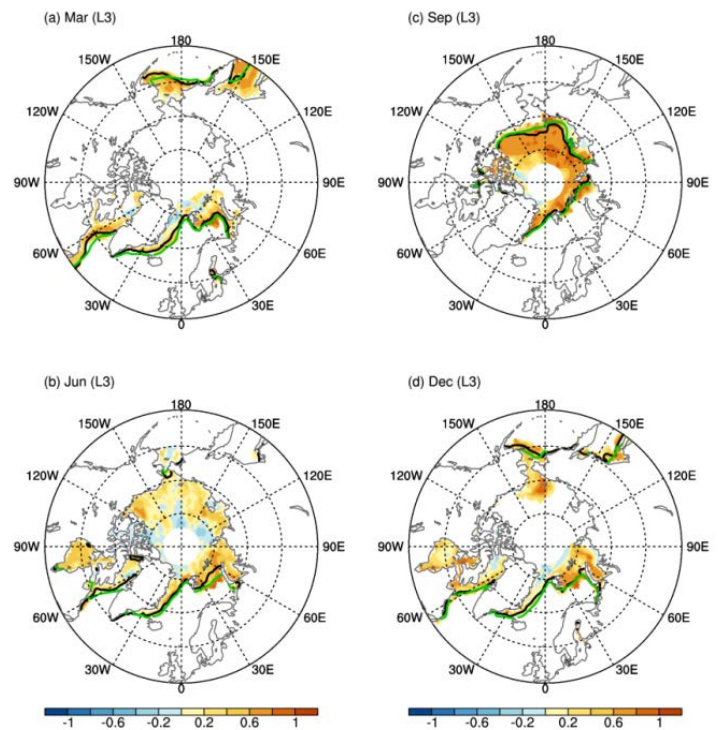 (a) Mar (L3)
180
150W
150E
120W
120E
90W
90E
60W
60E
30W
30E
0
(c) Sep (L3)
180
150W
150E
120W
120E
90W
90E
60W
60E
30W
30E
0
(b) Jun (L3)
180
150W
150E
120W
120E
90W
90E
60W
60E
30W
30E
0
-1 -0.6 -0.2 0.2 0.6 1
(d) Dec (L3)
180
150W
150E
120W
120E
90W
90E
60W
60E
30W
30E
0
-1 -0.6 -0.2 0.2 0.6 1